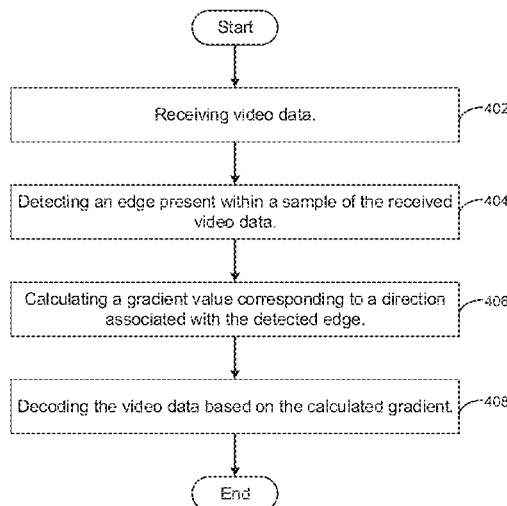 Start
Receiving video data.
402
Detecting an edge present within a sample of the received
video data.
404
Calculating a gradient value corresponding to a direction
associated with the detected edge.
406
Decoding the video data based on the calculated gradient.
408
End